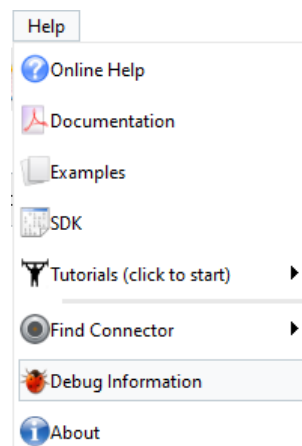 Help
Online Help
Documentation
Examples
SDK
Tutorials (click to start)
Find Connector
Debug Information
About